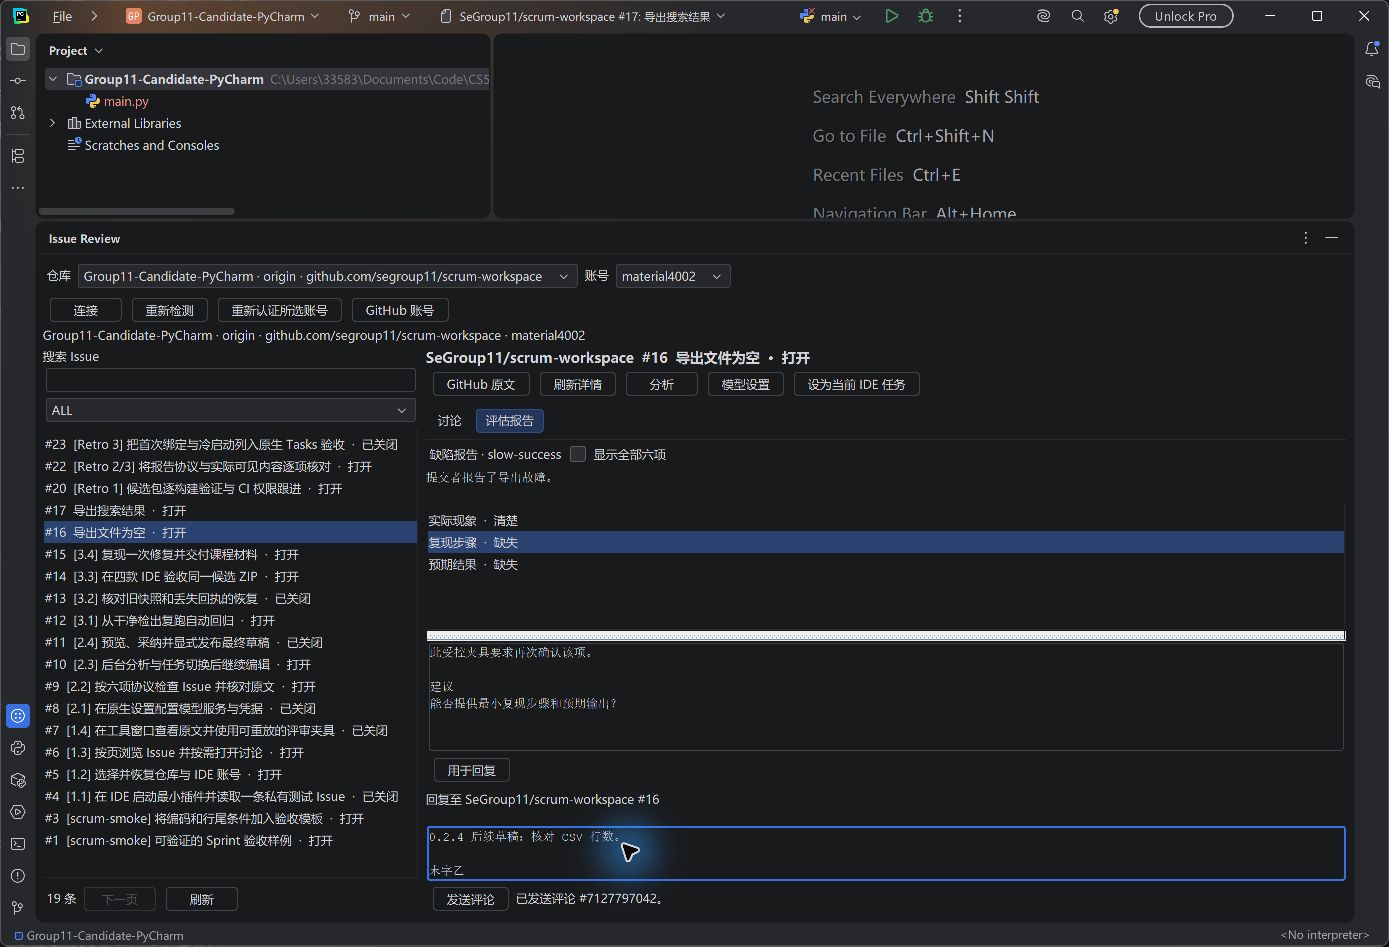 PC File GP Group11-Candidate-PyCharm main SeGroup11/scrum-workspace #17: 导出搜索结果 main Unlock Pro
Project
Group11-Candidate-PyCharm C:\Users\33583\Documents\Code\CS5
main.py
External Libraries
Scratches and Consoles
Search Everywhere Shift Shift
Go to File Ctrl+Shift+N
Recent Files Ctrl+E
Navigation Bar Alt+Home
Issue Review
仓库 Group11-Candidate-PyCharm · origin · github.com/segroup11/scrum-workspace 账号 material4002
连接 重新检测 重新认证所选账号 GitHub 账号
Group11-Candidate-PyCharm · origin · github.com/segroup11/scrum-workspace · material4002
搜索 Issue
ALL
#23 [Retro 3] 把首次绑定与冷启动列入原生 Tasks 验收 · 已关闭
#22 [Retro 2/3] 将报告协议与实际可见内容逐项核对 · 打开
#20 [Retro 1] 候选包逐构建验证与 CI 权限跟进 · 打开
#17 导出搜索结果 · 打开
#16 导出文件为空 · 打开
#15 [3.4] 复现一次修复并交付课程材料 · 打开
#14 [3.3] 在四款 IDE 验收同一候选 ZIP · 打开
#13 [3.2] 核对旧快照和丢失回执的恢复 · 已关闭
#12 [3.1] 从干净检出复跑自动回归 · 打开
#11 [2.4] 预览、采纳并显式发布最终草稿 · 已关闭
#10 [2.3] 后台分析与任务切换后继续编辑 · 打开
#9 [2.2] 按六项协议检查 Issue 并核对原文 · 打开
#8 [2.1] 在原生设置配置模型服务与凭据 · 已关闭
#7 [1.4] 在工具窗口查看原文并使用可重放的评审夹具 · 已关闭
#6 [1.3] 按页浏览 Issue 并按需打开讨论 · 打开
#5 [1.2] 选择并恢复仓库与 IDE 账号 · 打开
#4 [1.1] 在 IDE 启动最小插件并读取一条私有测试 Issue · 已关闭
#3 [scrum-smoke] 将编码和行尾条件加入验收模板 · 打开
#1 [scrum-smoke] 可验证的 Sprint 验收样例 · 打开
19 条 下一页 刷新
SeGroup11/scrum-workspace #16 导出文件为空 · 打开
GitHub 原文 刷新详情 分析 模型设置 设为当前 IDE 任务
讨论 评估报告
缺陷报告 · slow-success 显示全部六项
提交者报告了导出故障。
实际现象 · 清楚
复现步骤 · 缺失
预期结果 · 缺失
此受控夹具要求再次确认该项。
建议
能否提供最小复现步骤和预期输出?
用于回复
回复至 SeGroup11/scrum-workspace #16
0.2.4 后续草稿: 核对 CSV 行数。
末字乙
发送评论 已发送评论 #7127797042。
Group11-Candidate-PyCharm <No interpreter>